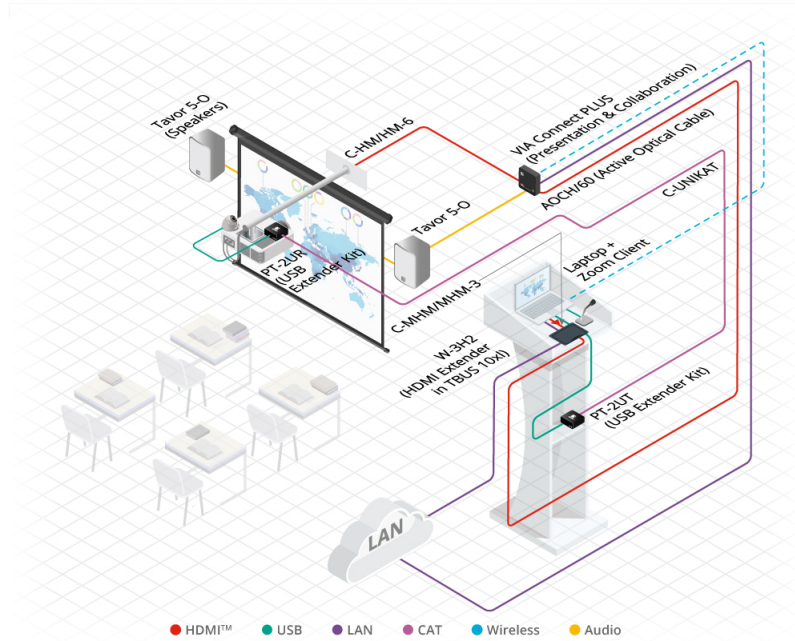 Tavor 5-O
(Speakers)
C-HM/HM-6
VIA Connect PLUS
(Presentation & Collaboration)
AOCH/60 (Active Optical Cable)
C-UNIKAT
Tavor 5-O
PT-2UR
(USB
Extender Kit)
Laptop +
Zoom Client
C-MHM/MHM-3
W-3H2
(HDMI Extender
in TBUS 10xl)
PT-2UT
(USB Extender Kit)
LAN
HDMI™
USB
LAN
CAT
Wireless
Audio